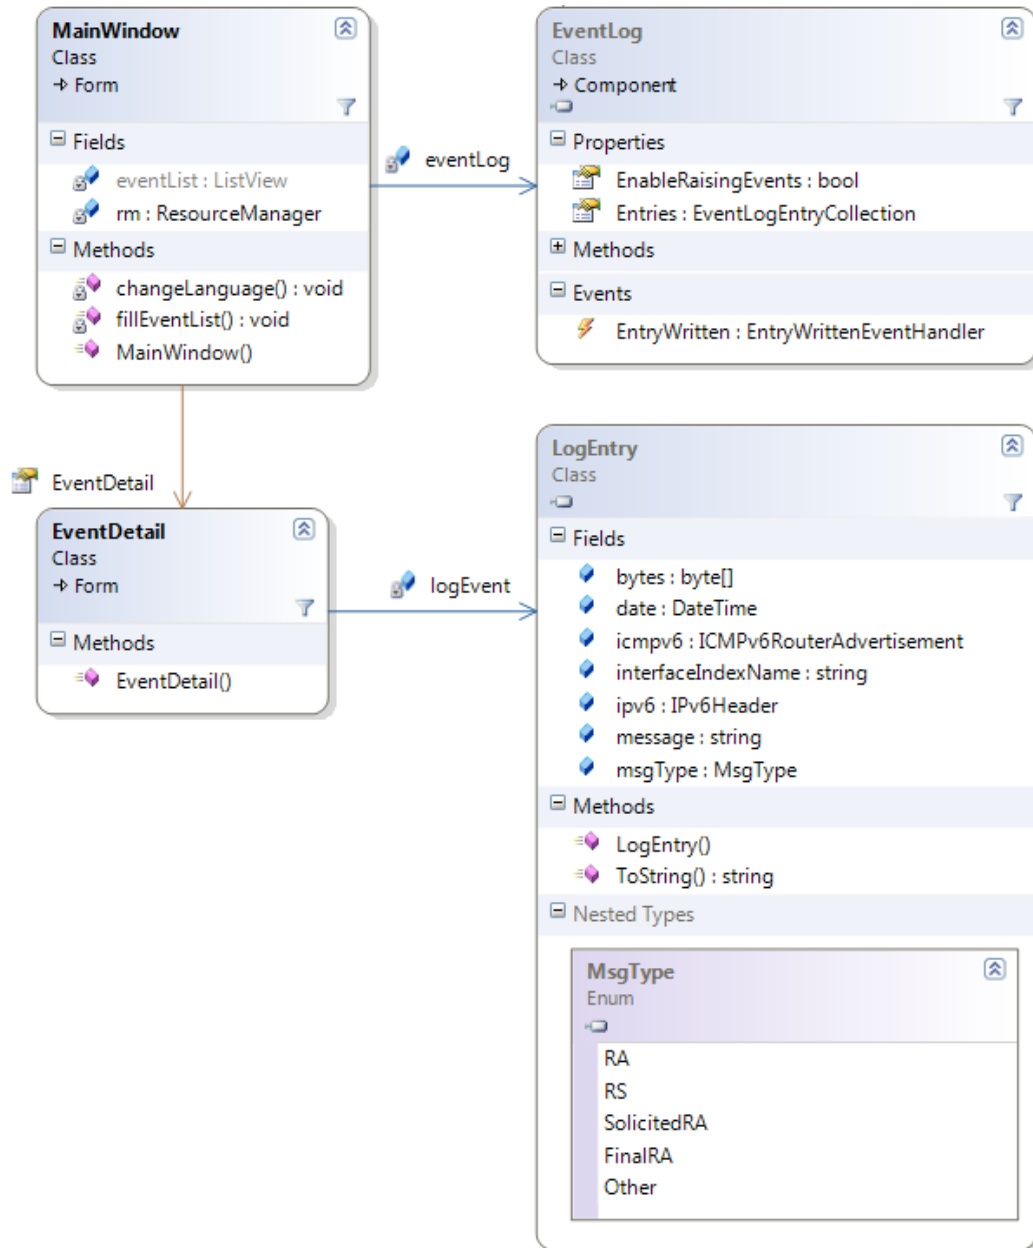 MainWindow
Class
Form
Fields
eventList : ListView
rm : ResourceManager
Methods
changeLanguage() : void
fillEventList() : void
MainWindow()
eventLog
EventLog
Class
Component
Properties
EnableRaisingEvents : bool
Entries : EventLogEntryCollection
Methods
Events
EntryWritten : EntryWrittenEventHandler
EventDetail
EventDetail
Class
Form
Methods
EventDetail()
logEvent
LogEntry
Class
Fields
bytes : byte[]
date : DateTime
icmpv6 : ICMPv6RouterAdvertisement
interfaceIndexName : string
ipv6 : IPv6Header
message : string
msgType : MsgType
Methods
LogEntry()
ToString() : string
Nested Types
MsgType
Enum
RA
RS
SolicitedRA
FinalRA
Other